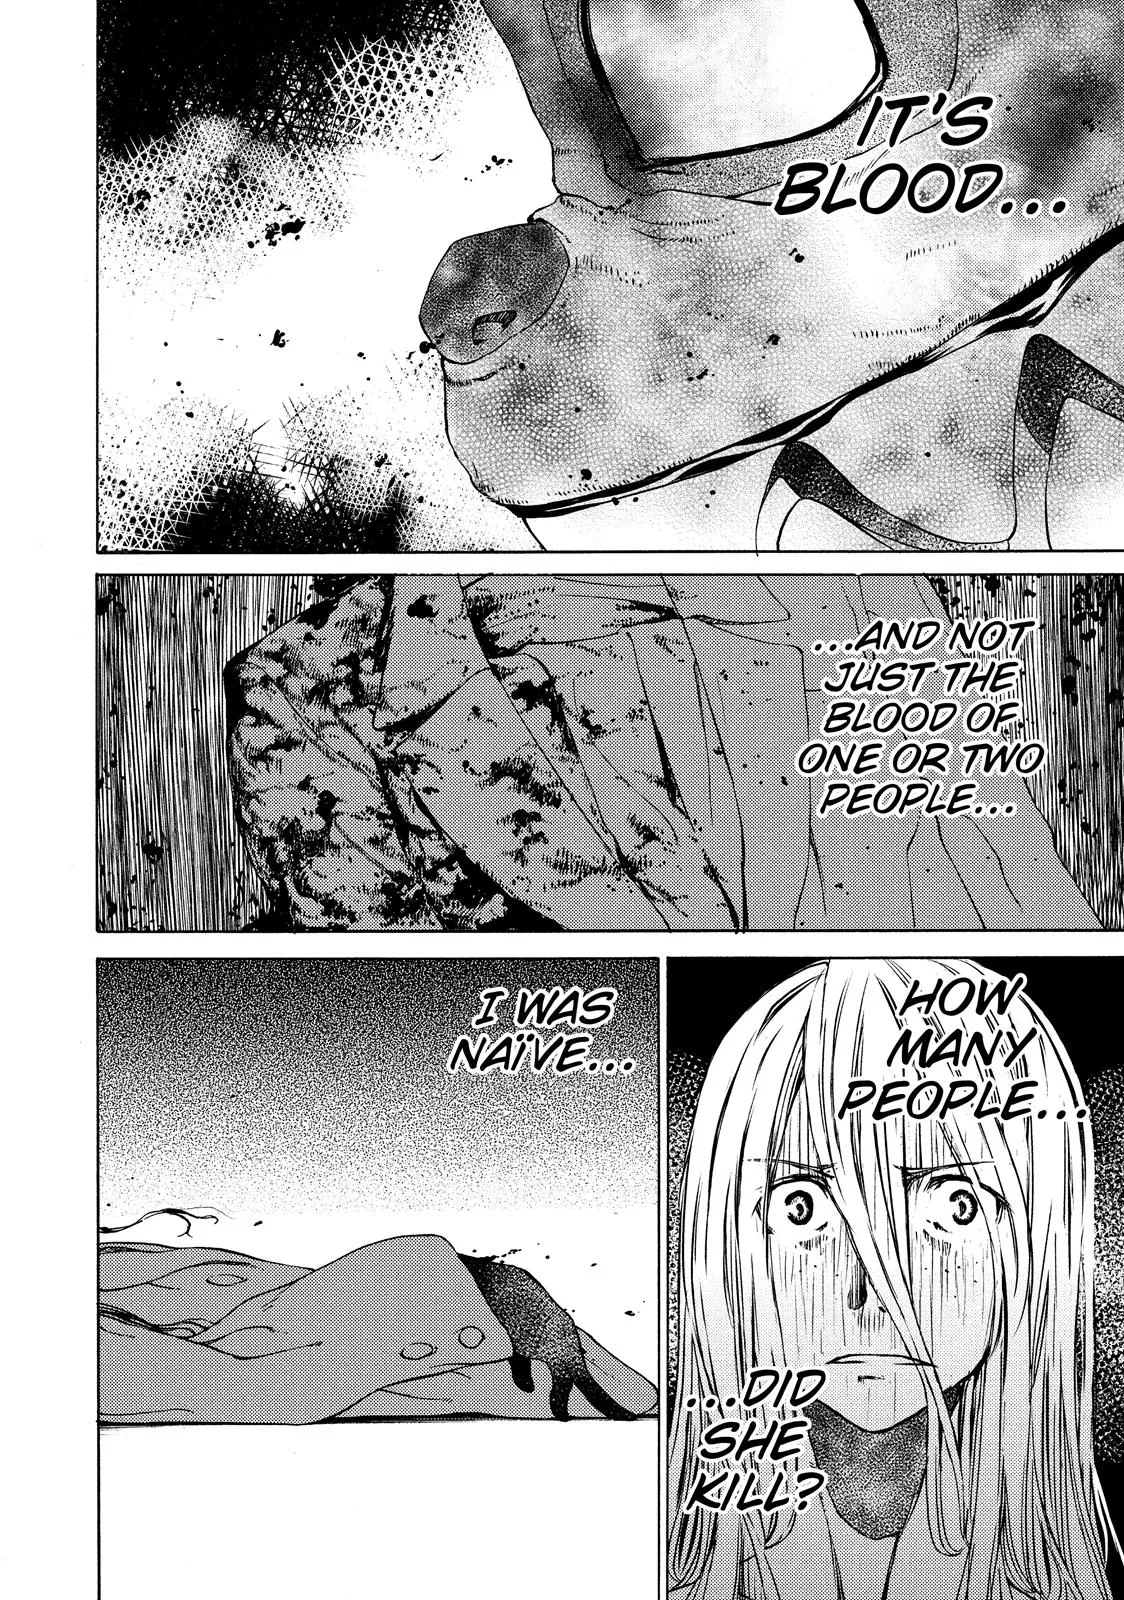 IT'S
BLOOD...
...AND NOT
JUST THE
BLOOD OF
ONE OR TWO
PEOPLE...
HOW
MANY
PEOPLE...
...DID
SHE
KILL?
I WAS
NAÏVE...